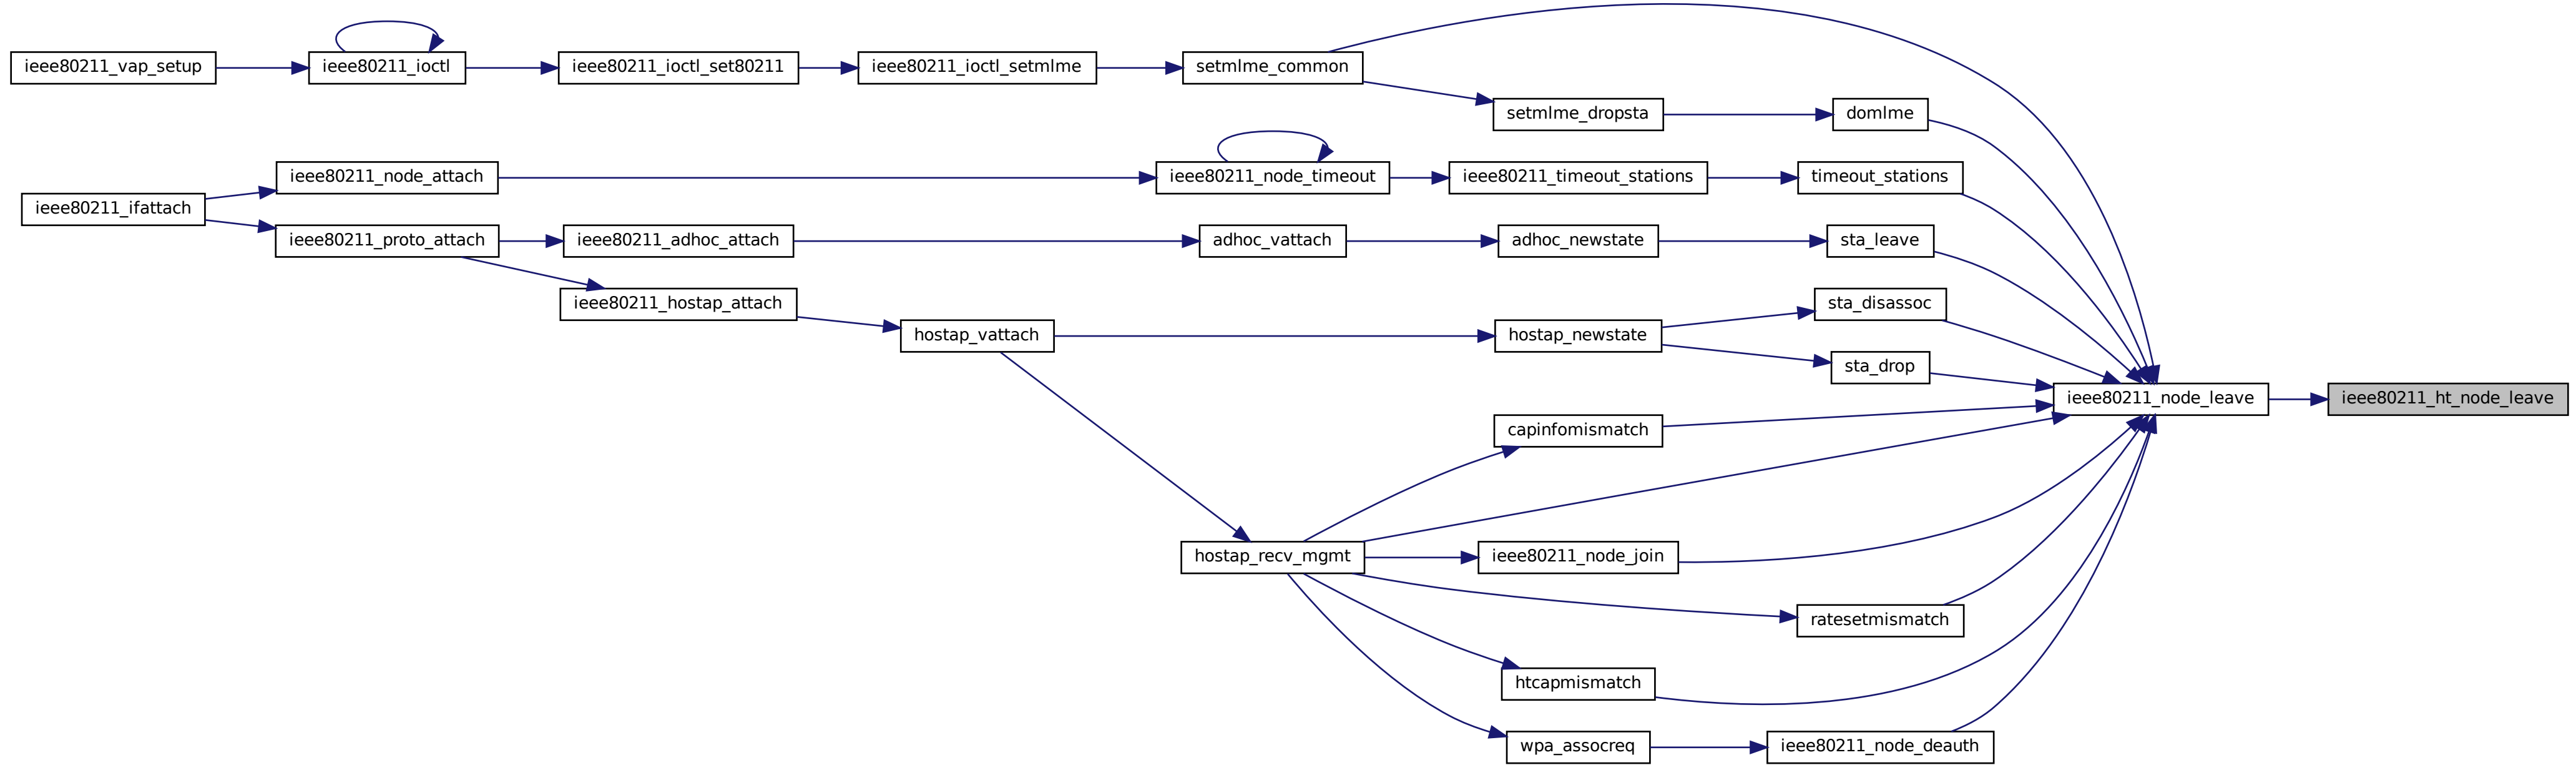 ieee80211_vap_setup
ieee80211_ioctl
ieee80211_ioctl_set80211
ieee80211_ioctl_setmlme
setmlme_common
setmlme_dropsta
domlme
ieee80211_ifattach
ieee80211_node_attach
ieee80211_node_timeout
ieee80211_timeout_stations
timeout_stations
ieee80211_proto_attach
ieee80211_adhoc_attach
adhoc_vattach
adhoc_newstate
sta_leave
ieee80211_hostap_attach
hostap_vattach
hostap_newstate
sta_disassoc
sta_drop
ieee80211_node_leave
ieee80211_ht_node_leave
capinfomismatch
hostap_recv_mgmt
ieee80211_node_join
ratesetmismatch
htcapmismatch
wpa_assocreq
ieee80211_node_deauth